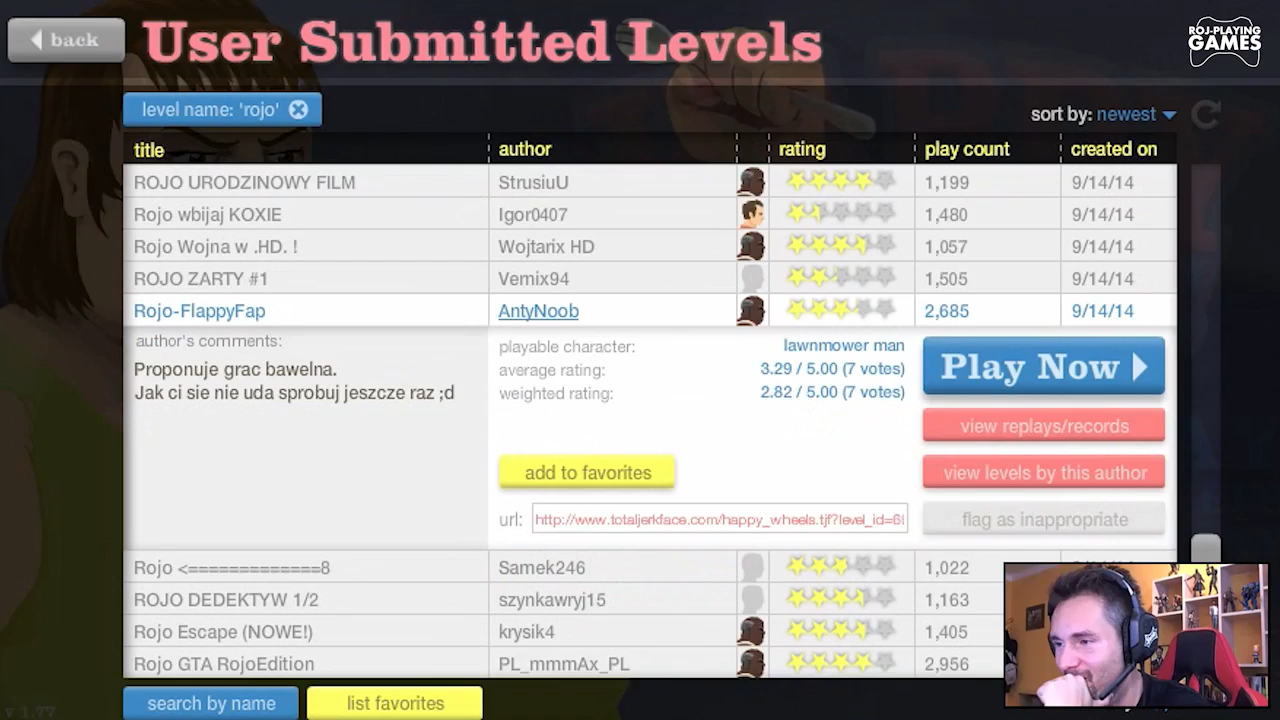 back
User Submitted Levels
ROJ-PLAYING
GAMES
level name: 'rojo'
sort by: newest
title author rating play count created on
ROJO URODZINOWY FILM StrusiuU 1,199 9/14/14
Rojo wbijaj KOXIE Igor0407 1,480 9/14/14
Rojo Wojna w .HD. ! Wojtarix HD 1,057 9/14/14
ROJO ZARTY #1 Vemix94 1,505 9/14/14
Rojo-FlappyFap AntyNoob 2,685 9/14/14
author's comments:
Proponuje grac bawelna.
Jak ci sie nie uda sprobuj jeszcze raz ;d
playable character: lawnmower man
average rating: 3.29 / 5.00 (7 votes)
weighted rating: 2.82 / 5.00 (7 votes)
add to favorites
url: http://www.totaljerkface.com/happy_wheels.tjf?level_id=6
Play Now
view replays/records
view levels by this author
flag as inappropriate
Rojo <=============8 Samek246 1,022
ROJO DEDEKTYW 1/2 szynkawryj15 1,163
Rojo Escape (NOWE!) krysik4 1,405
Rojo GTA RojoEdition PL_mmmAx_PL 2,956
search by name
list favorites
v 1.77